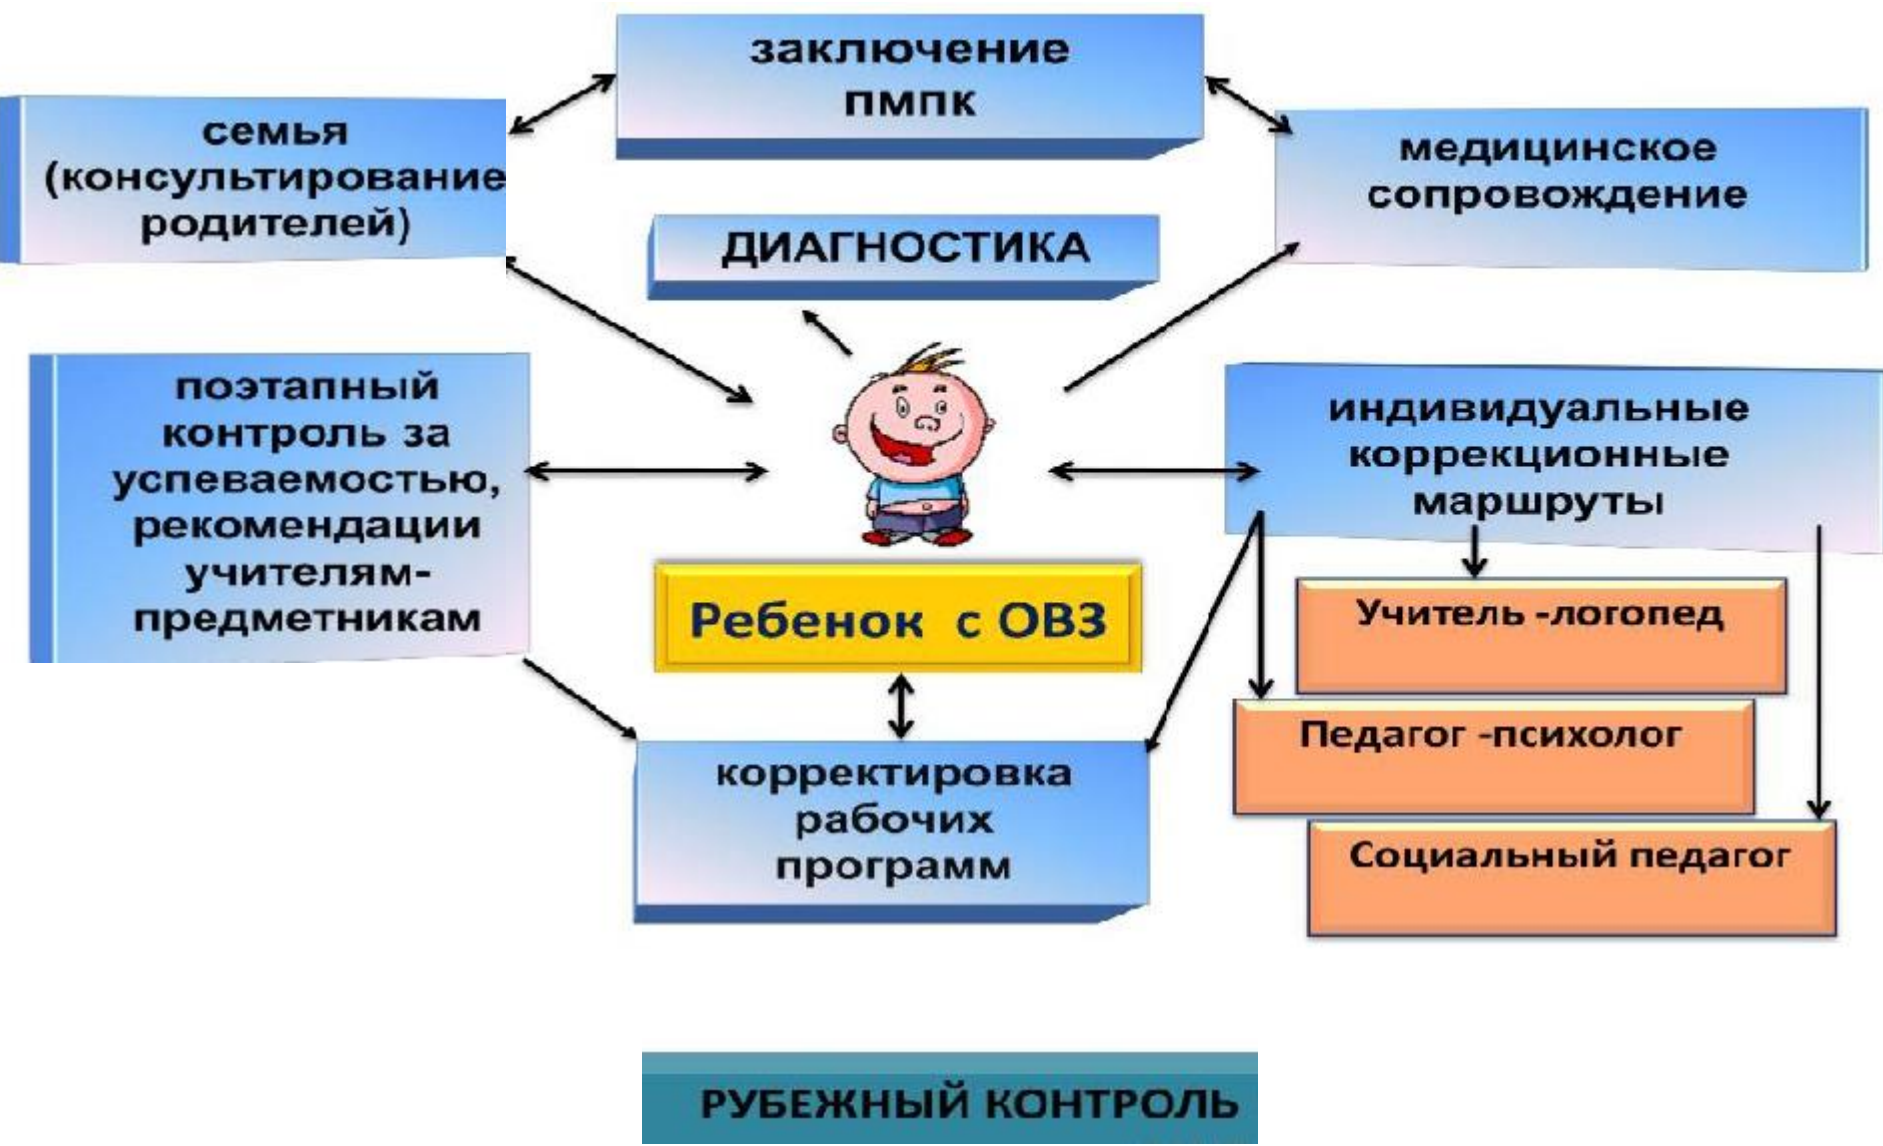 заключение
пмпк
семья
(консультирование
родителей)
медицинское
сопровождение
ДИАГНОСТИКА
поэтапный
контроль за
успеваемостью,
рекомендации
учителям-
предметникам
индивидуальные
коррекционные
маршруты
Ребенок с ОВЗ
Учитель -логопед
Педагог -психолог
Социальный педагог
корректировка
рабочих
программ
РУБЕЖНЫЙ КОНТРОЛЬ